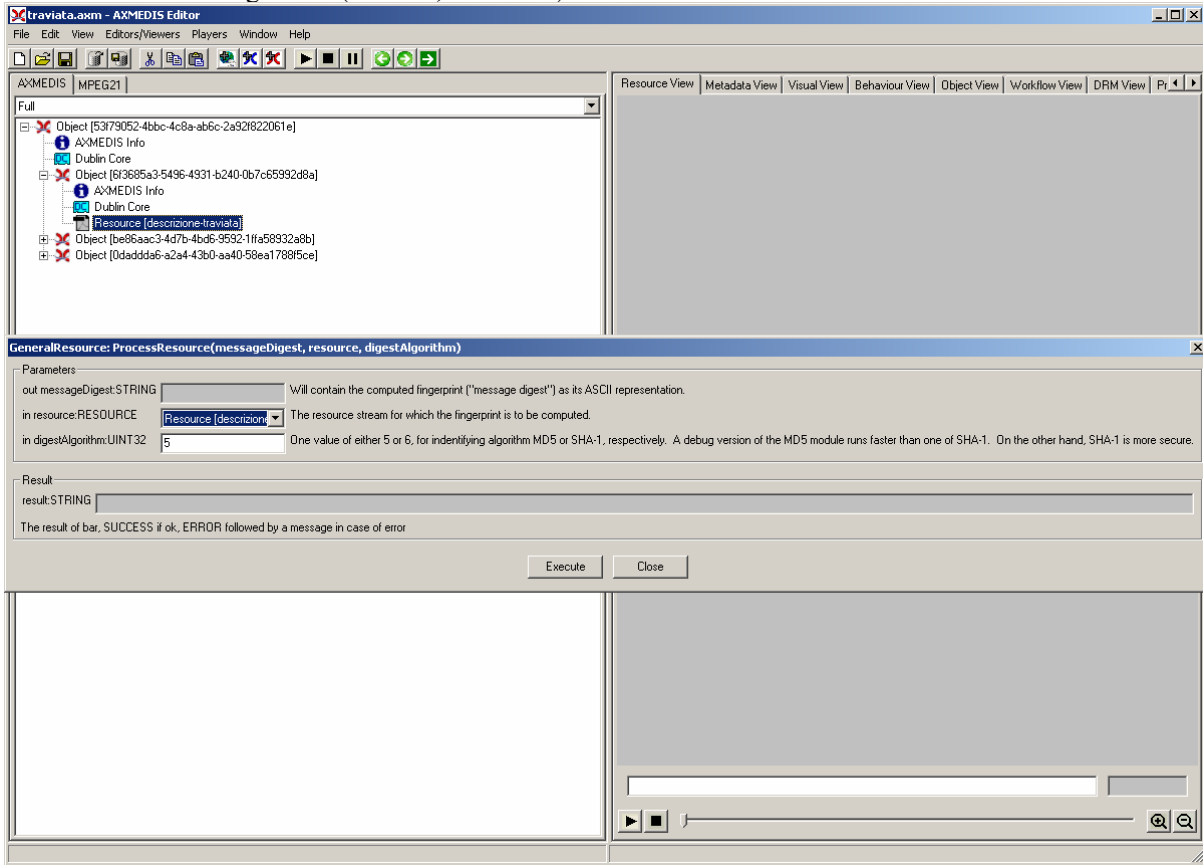 traviata.axm - AXMEDIS Editor
File Edit View Editors/Viewers Players Window Help
AXMEDIS MPEG21
Resource View Metadata View Visual View Behaviour View Object View Workflow View DRM View Pr
Full
Object [53f79052-4bbc-4c8a-ab6c-2a92f822061e]
AXMEDIS Info
Dublin Core
Object [6f3685a3-5496-4931-b240-0b7c65992d8a]
AXMEDIS Info
Dublin Core
Resource [descrizione-traviata]
Object [be86aac3-4d7b-4bd6-9592-1ffa58932a8b]
Object [0daddda6-a2a4-43b0-aa40-58ea1788f5ce]
GeneralResource: ProcessResource(messageDigest, resource, digestAlgorithm)
Parameters
out messageDigest:STRING Will contain the computed fingerprint ("message digest") as its ASCII representation.
in resource:RESOURCE Resource [descrizione The resource stream for which the fingerprint is to be computed.
in digestAlgorithm:UINT32 5 One value of either 5 or 6, for indentifying algorithm MD5 or SHA-1, respectively. A debug version of the MD5 module runs faster than one of SHA-1. On the other hand, SHA-1 is more secure.
Result
result:STRING
The result of bar, SUCCESS if ok, ERROR followed by a message in case of error
Execute Close